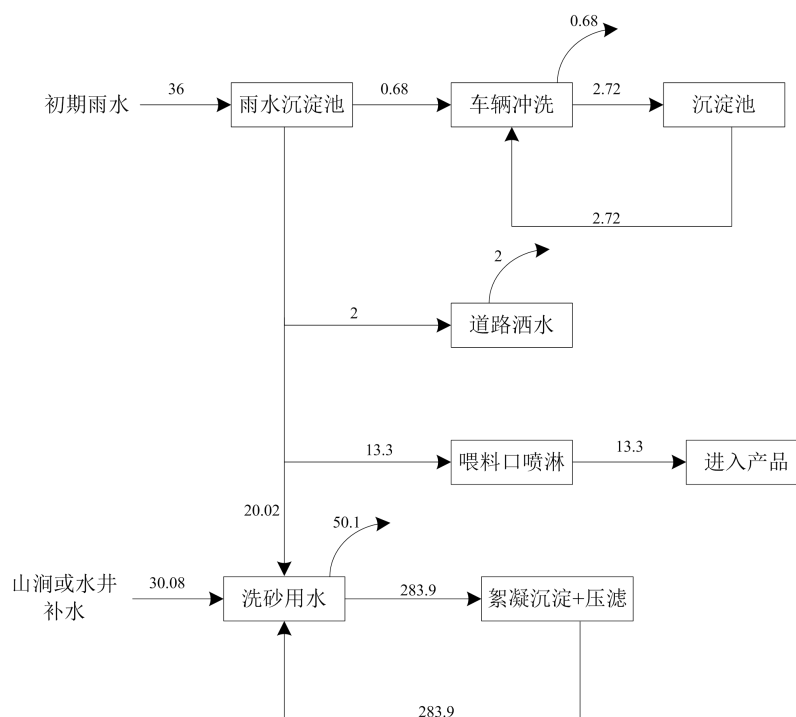 0.68
初期雨水
36
雨水沉淀池
0.68
车辆冲洗
2.72
沉淀池
2.72
2
2
道路洒水
13.3
喂料口喷淋
13.3
进入产品
20.02
50.1
山涧或水井
补水
30.08
洗砂用水
283.9
絮凝沉淀+压滤
283.9